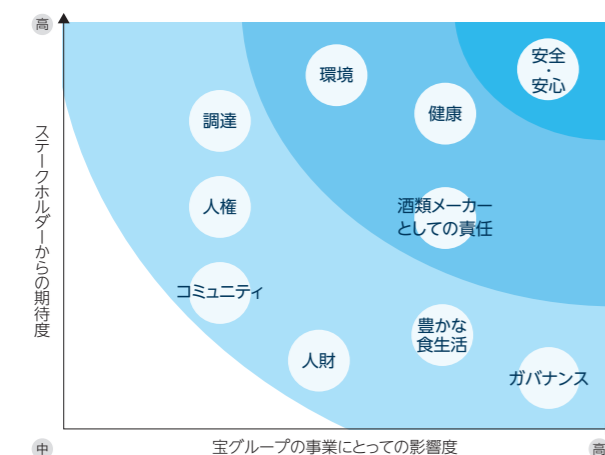 高
安全
・
安心
環境
健康
調達
人権
酒類メーカー
としての責任
コミュニティ
豊かな
食生活
人財
ガバナンス
ステークホルダーからの期待度
中
宝グループの事業にとっての影響度
高